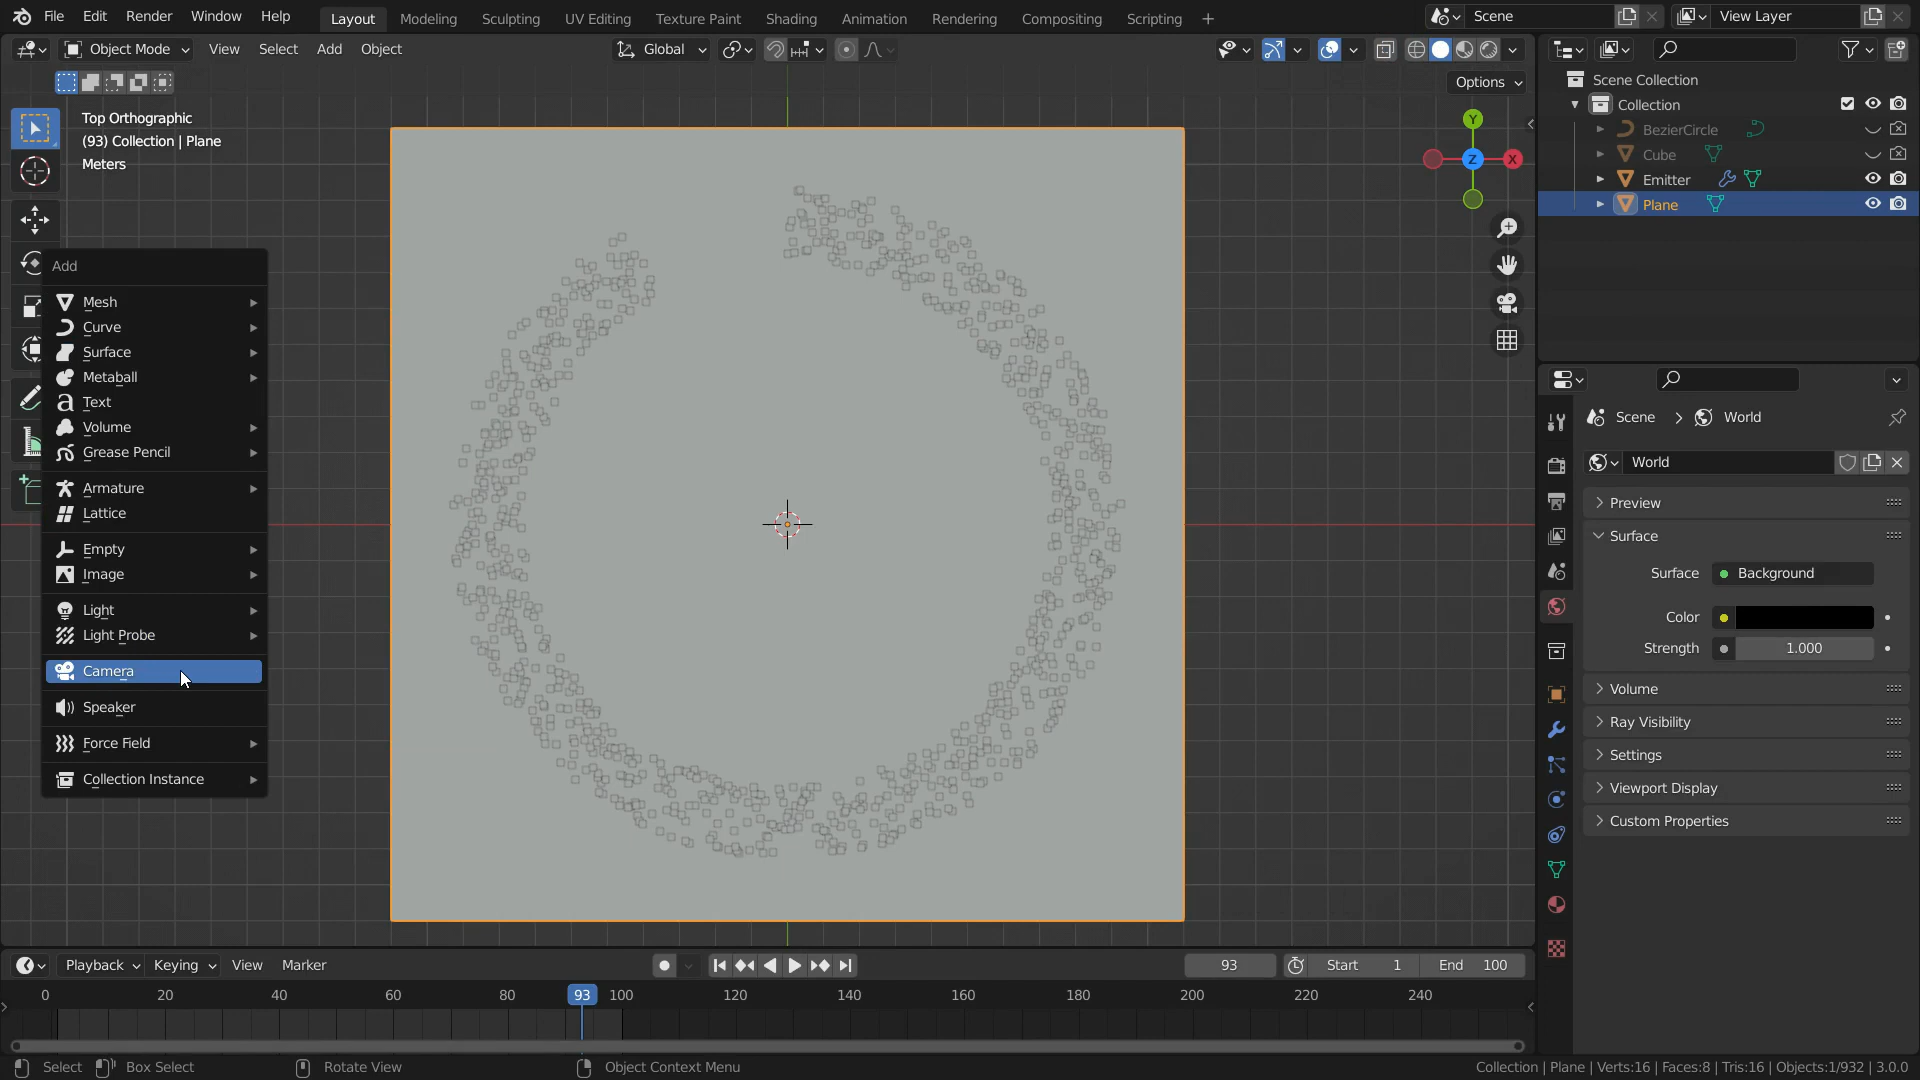 File Edit Render Window Help Layout Modeling Sculpting UV Editing Texture Paint Shading Animation Rendering Compositing Scripting + Scene View Layer
Object Mode View Select Add Object Global
Options
Top Orthographic
(93) Collection | Plane
Meters
Y
X
Z
Add
Mesh
Curve
Surface
Metaball
Text
Volume
Grease Pencil
Armature
Lattice
Empty
Image
Light
Light Probe
Camera
Speaker
Force Field
Collection Instance
Scene Collection
Collection
BezierCircle
Cube
Emitter
Plane
Scene > World
World
Preview
Surface
Surface Background
Color
Strength 1.000
Volume
Ray Visibility
Settings
Viewport Display
Custom Properties
Playback Keying View Marker 93 Start 1 End 100
0 20 40 60 80 93 100 120 140 160 180 200 220 240
Select Box Select Rotate View Object Context Menu Collection | Plane | Verts:16 | Faces:8 | Tris:16 | Objects:1/932 | 3.0.0